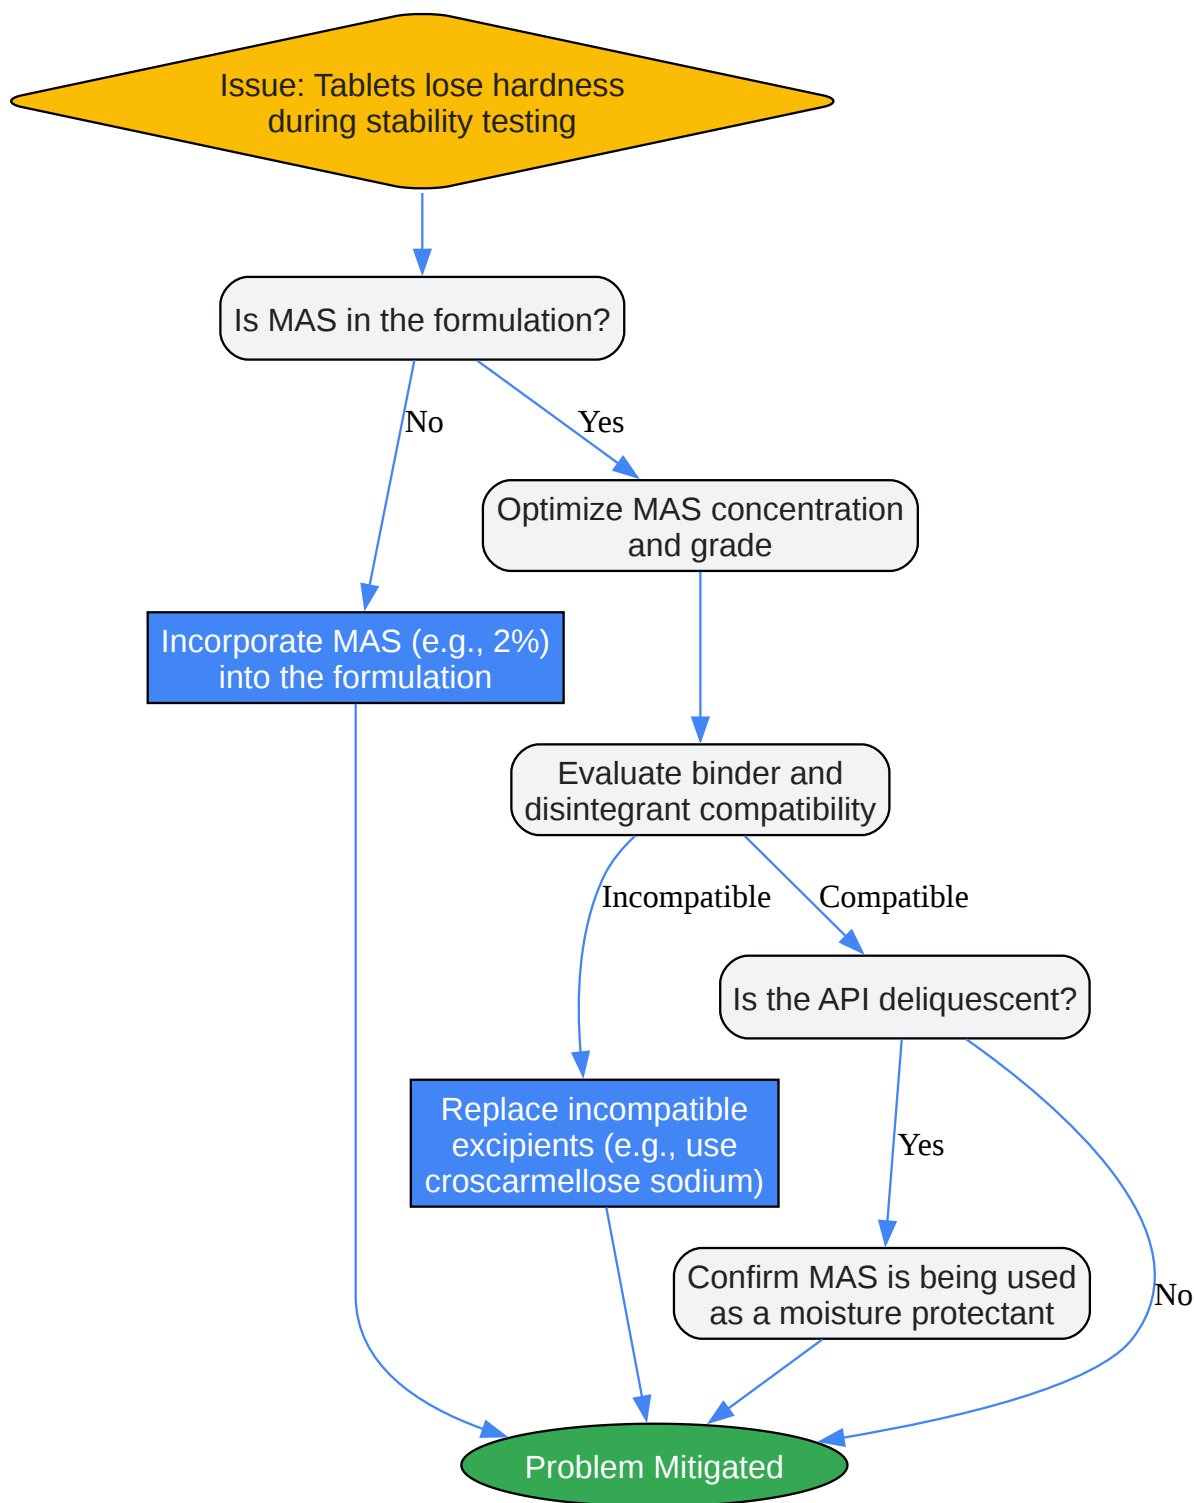 Issue: Tablets lose hardness
during stability testing
Is MAS in the formulation?
No
Yes
Optimize MAS concentration
and grade
Incorporate MAS (e.g., 2%)
into the formulation
Evaluate binder and
disintegrant compatibility
Incompatible
Compatible
Is the API deliquescent?
Replace incompatible
excipients (e.g., use
croscarmellose sodium)
Yes
Confirm MAS is being used
as a moisture protectant
No
Problem Mitigated